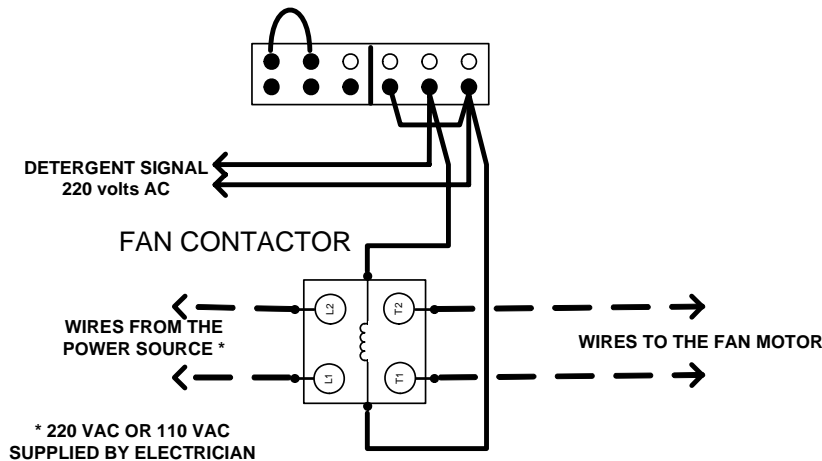 DETERGENT SIGNAL
220 volts AC
FAN CONTACTOR
L2
T2
WIRES FROM THE
POWER SOURCE *
WIRES TO THE FAN MOTOR
L1
T1
* 220 VAC OR 110 VAC
SUPPLIED BY ELECTRICIAN